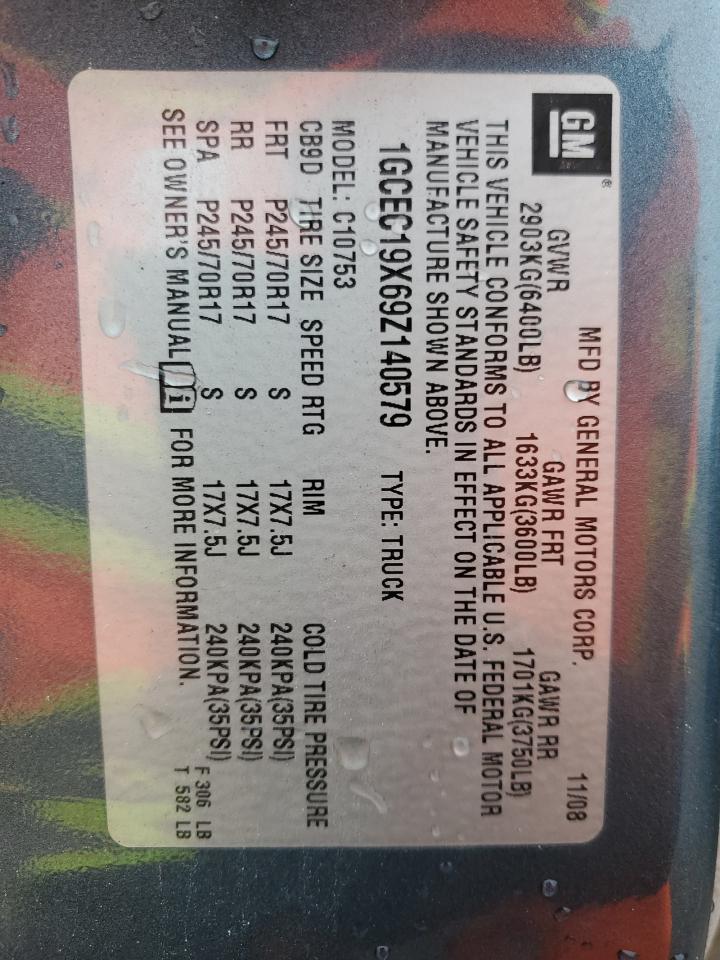 GM®
MFD BY GENERAL MOTORS CORP. 11/08
GVWR GAWR FRT GAWR RR
2903KG(6400LB) 1633KG(3600LB) 1701KG(3750LB)
THIS VEHICLE CONFORMS TO ALL APPLICABLE U.S. FEDERAL MOTOR
VEHICLE SAFETY STANDARDS IN EFFECT ON THE DATE OF
MANUFACTURE SHOWN ABOVE.
1GCEC19X69Z140579 TYPE: TRUCK
MODEL: C10753
CB9D TIRE SIZE SPEED RTG RIM COLD TIRE PRESSURE
FRT P245/70R17 S 17X7.5J 240KPA(35PSI)
RR P245/70R17 S 17X7.5J 240KPA(35PSI)
SPA P245/70R17 S 17X7.5J 240KPA(35PSI)
SEE OWNER'S MANUAL i FOR MORE INFORMATION.
F 306 LB
T 582 LB